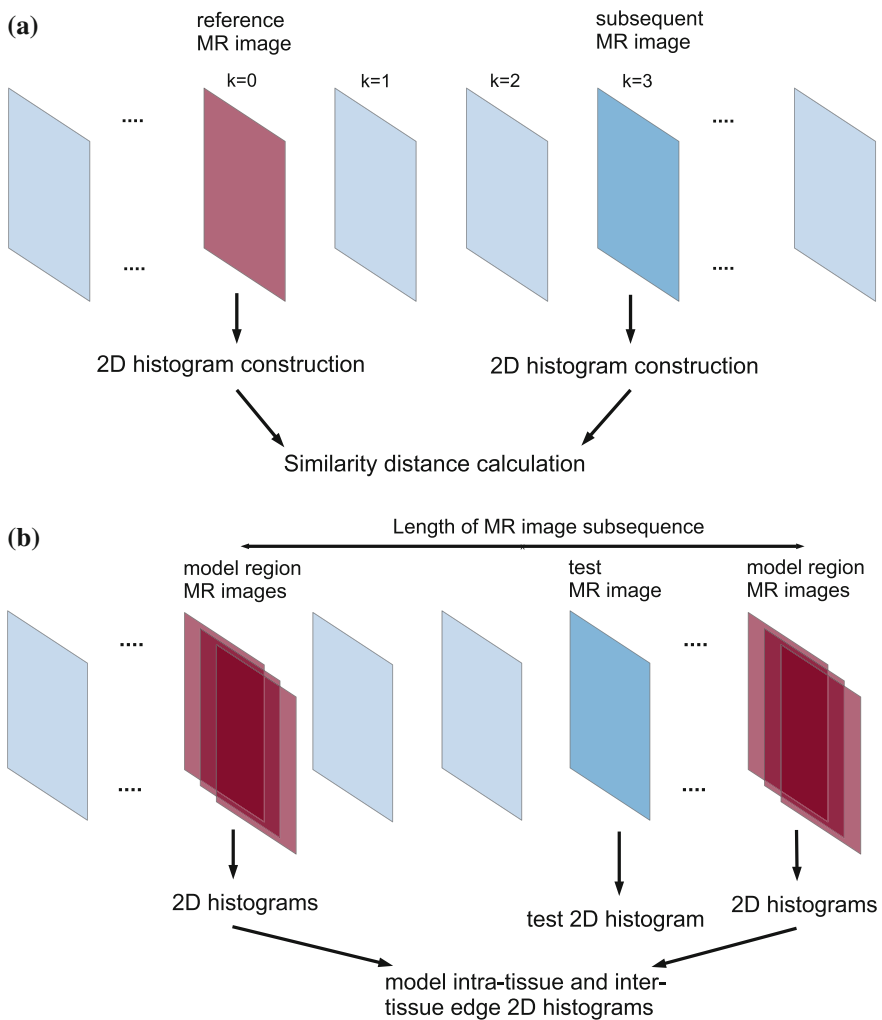 (a)
reference
MR image
subsequent
MR image
k=0
k=1
k=2
k=3
....
....
....
....
2D histogram construction
2D histogram construction
Similarity distance calculation
(b)
Length of MR image subsequence
model region
MR images
test
MR image
model region
MR images
....
....
....
....
2D histograms
test 2D histogram
2D histograms
model intra-tissue and inter-
tissue edge 2D histograms